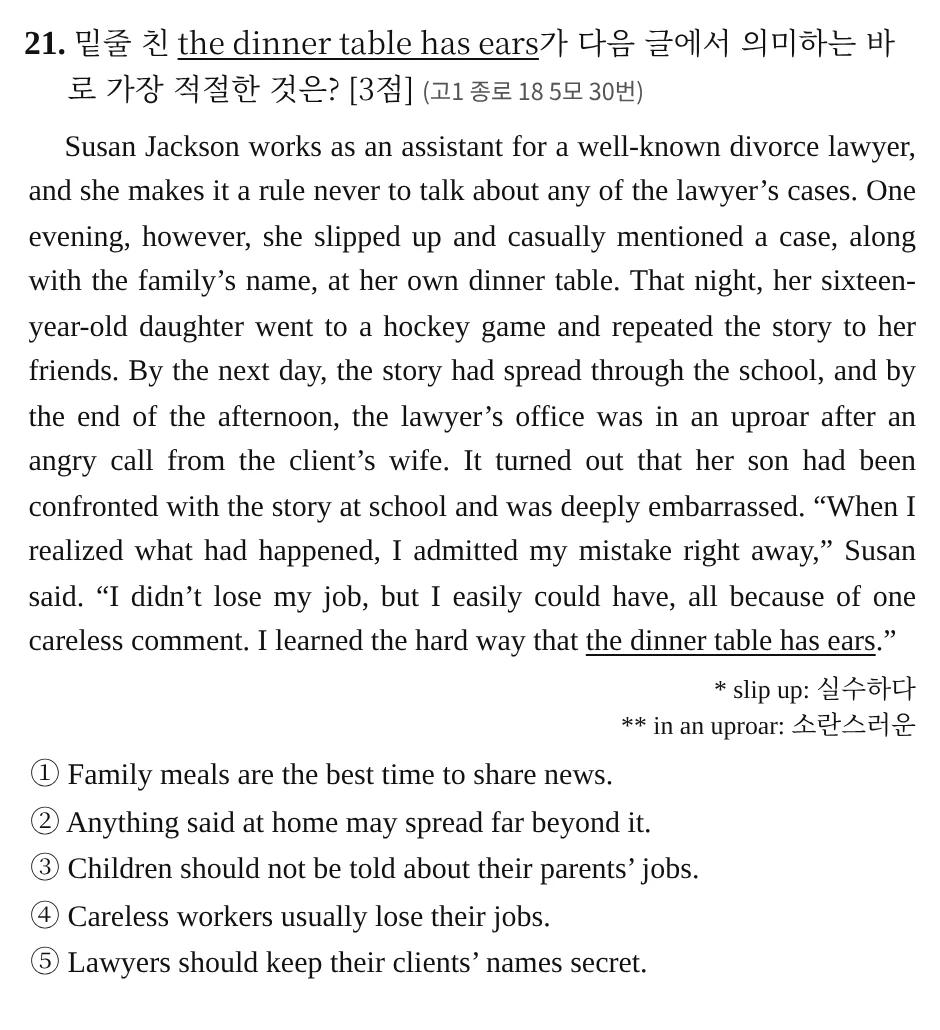 21. 밑줄 친 the dinner table has ears가 다음 글에서 의미하는 바
로 가장 적절한 것은? [3점] (고1 종로 18 5모 30번)
Susan Jackson works as an assistant for a well-known divorce lawyer,
and she makes it a rule never to talk about any of the lawyer’s cases. One
evening, however, she slipped up and casually mentioned a case, along
with the family’s name, at her own dinner table. That night, her sixteen-
year-old daughter went to a hockey game and repeated the story to her
friends. By the next day, the story had spread through the school, and by
the end of the afternoon, the lawyer’s office was in an uproar after an
angry call from the client’s wife. It turned out that her son had been
confronted with the story at school and was deeply embarrassed. “When I
realized what had happened, I admitted my mistake right away,” Susan
said. “I didn’t lose my job, but I easily could have, all because of one
careless comment. I learned the hard way that the dinner table has ears.”
* slip up: 실수하다
** in an uproar: 소란스러운
① Family meals are the best time to share news.
② Anything said at home may spread far beyond it.
③ Children should not be told about their parents’ jobs.
④ Careless workers usually lose their jobs.
⑤ Lawyers should keep their clients’ names secret.